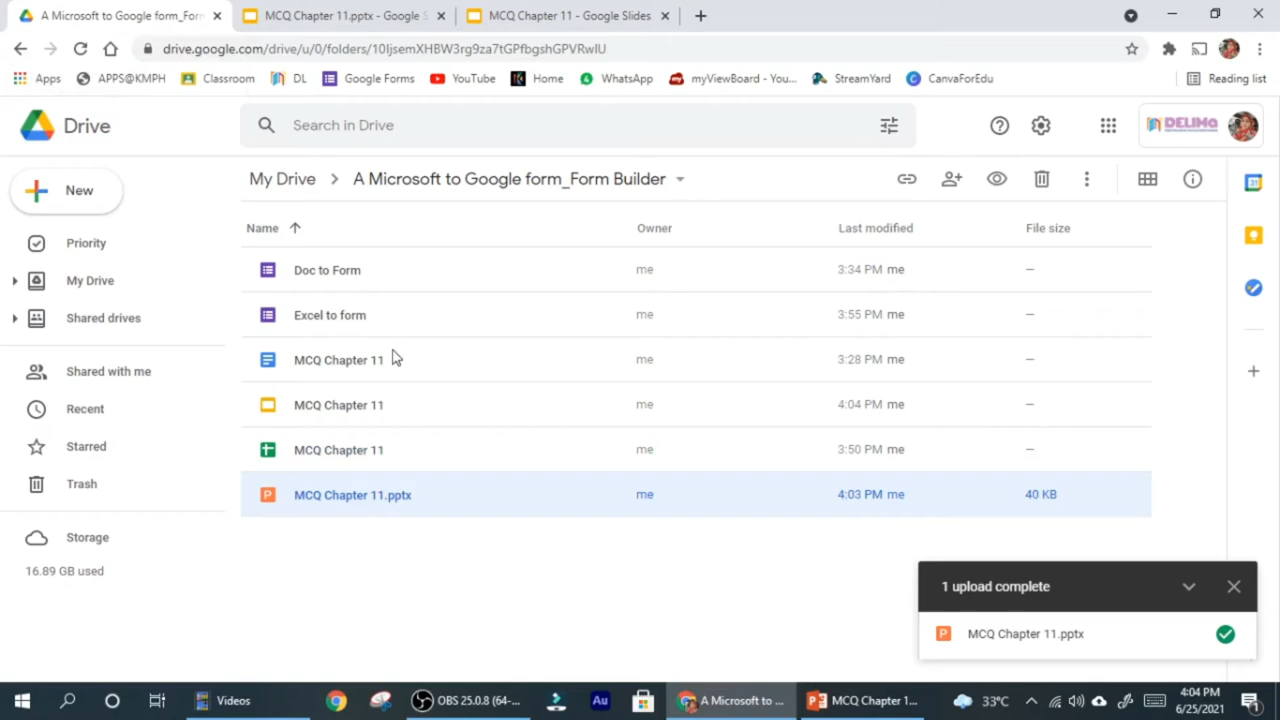 A Microsoft to Google form_Form
MCQ Chapter 11.pptx - Google S
MCQ Chapter 11 - Google Slides
drive.google.com/drive/u/0/folders/10IjsemXHBW3rg9za7tGPfbgshGPVRwIU
Apps
APPS@KMPH
Classroom
DL
Google Forms
YouTube
Home
WhatsApp
myViewBoard - You...
StreamYard
CanvaForEdu
Reading list
Drive
Search in Drive
DELIMa
New
My Drive
A Microsoft to Google form_Form Builder
Name
Owner
Last modified
File size
Priority
My Drive
Shared drives
Shared with me
Recent
Starred
Trash
Storage
16.89 GB used
Doc to Form me 3:34 PM me –
Excel to form me 3:55 PM me –
MCQ Chapter 11 me 3:28 PM me –
MCQ Chapter 11 me 4:04 PM me –
MCQ Chapter 11 me 3:50 PM me –
MCQ Chapter 11.pptx me 4:03 PM me 40 KB
1 upload complete
MCQ Chapter 11.pptx
Videos
OBS 25.0.8 (64-...
Au
A Microsoft to ...
MCQ Chapter 1...
33°C
4:04 PM
6/25/2021
1